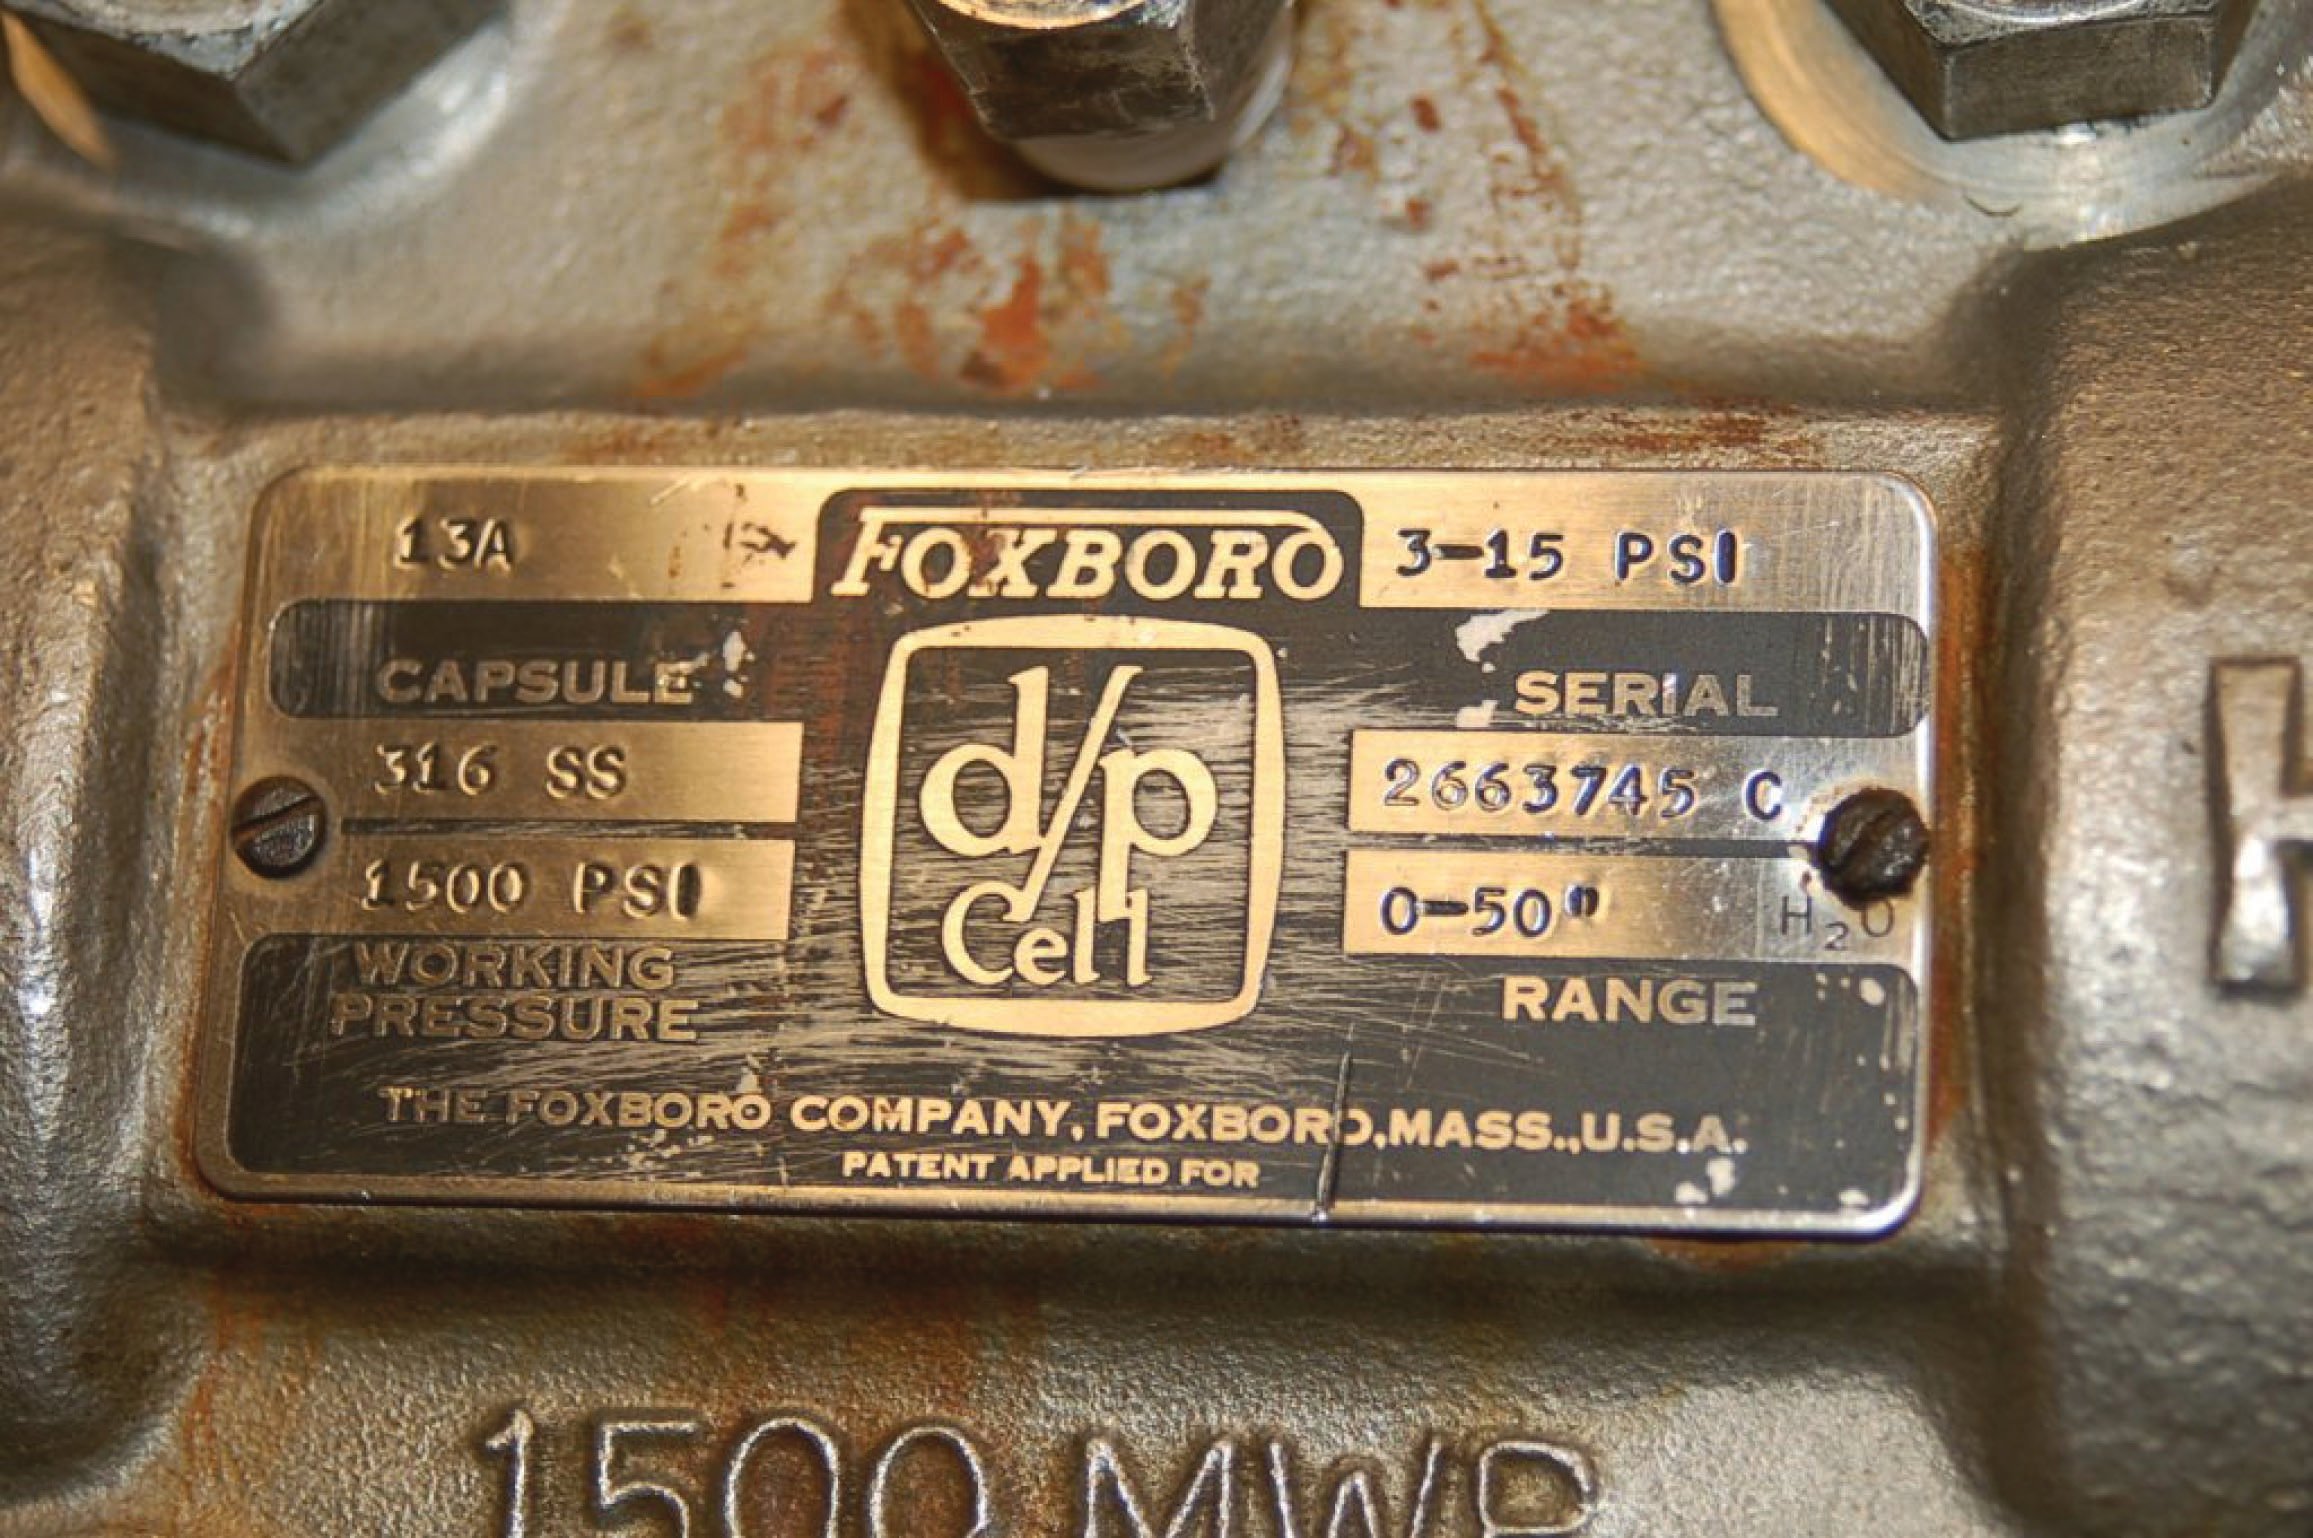 13A FOXBORO 3-15 PSI
CAPSULE SERIAL
316 SS d/p 2663745 C
1500 PSI Cell 0-50" H2O
WORKING RANGE
PRESSURE
THE FOXBORO COMPANY, FOXBORO, MASS., U.S.A.
PATENT APPLIED FOR
H
1500 MWP